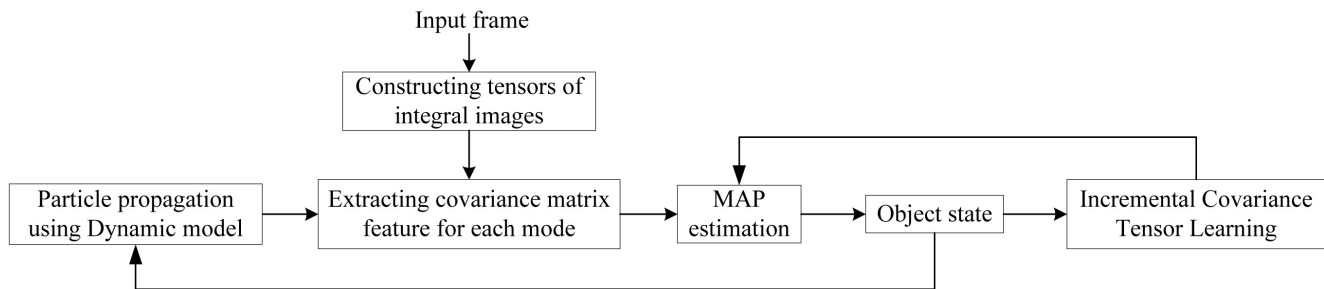 Input frame
Constructing tensors of
integral images
Particle propagation
using Dynamic model
Extracting covariance matrix
feature for each mode
MAP
estimation
Object state
Incremental Covariance
Tensor Learning